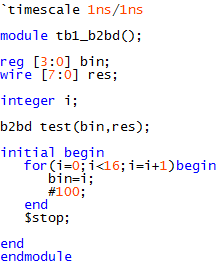 `timescale 1ns/1ns
module tb1_b2bd();
reg [3:0] bin;
wire [7:0] res;
integer i;
b2bd test(bin,res);
initial begin
for(i=0;i<16;i=i+1)begin
bin=i;
#100;
end
$stop;
end
endmodule